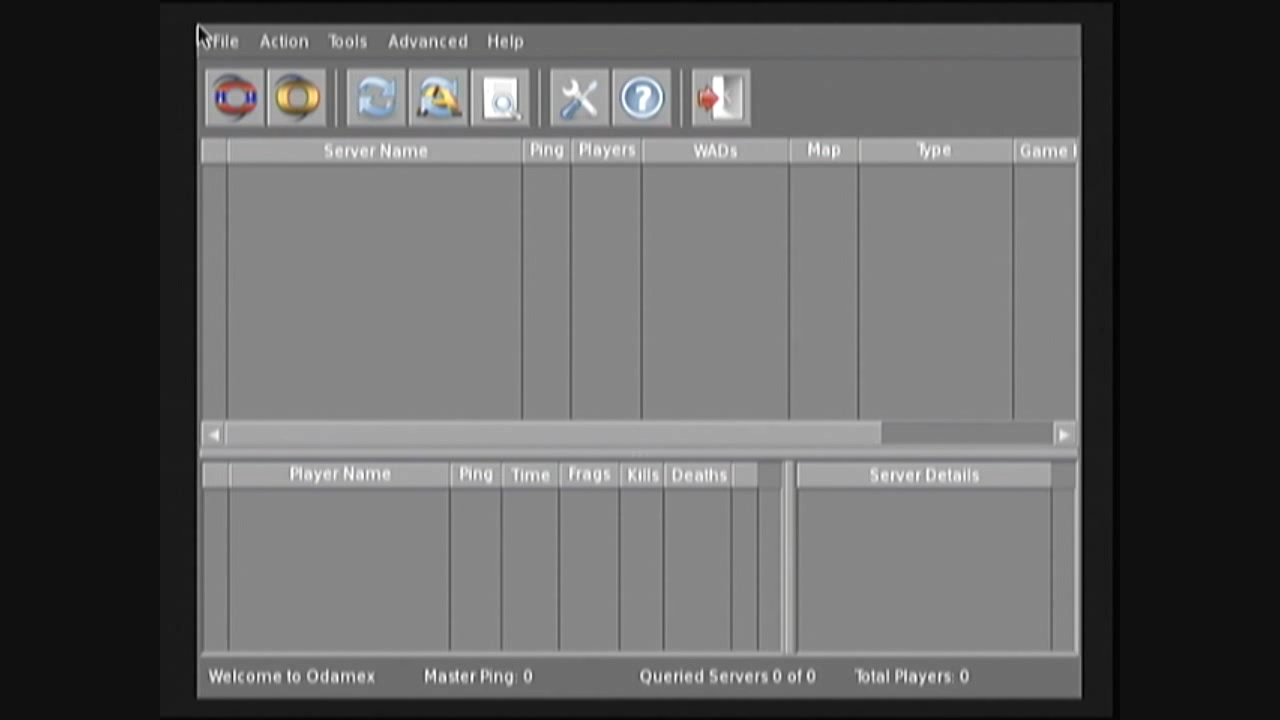 File Action Tools Advanced Help
Server Name Ping Players WADs Map Type Game
Player Name Ping Time Frags Kills Deaths Server Details
Welcome to Odamex Master Ping: 0 Queried Servers 0 of 0 Total Players: 0